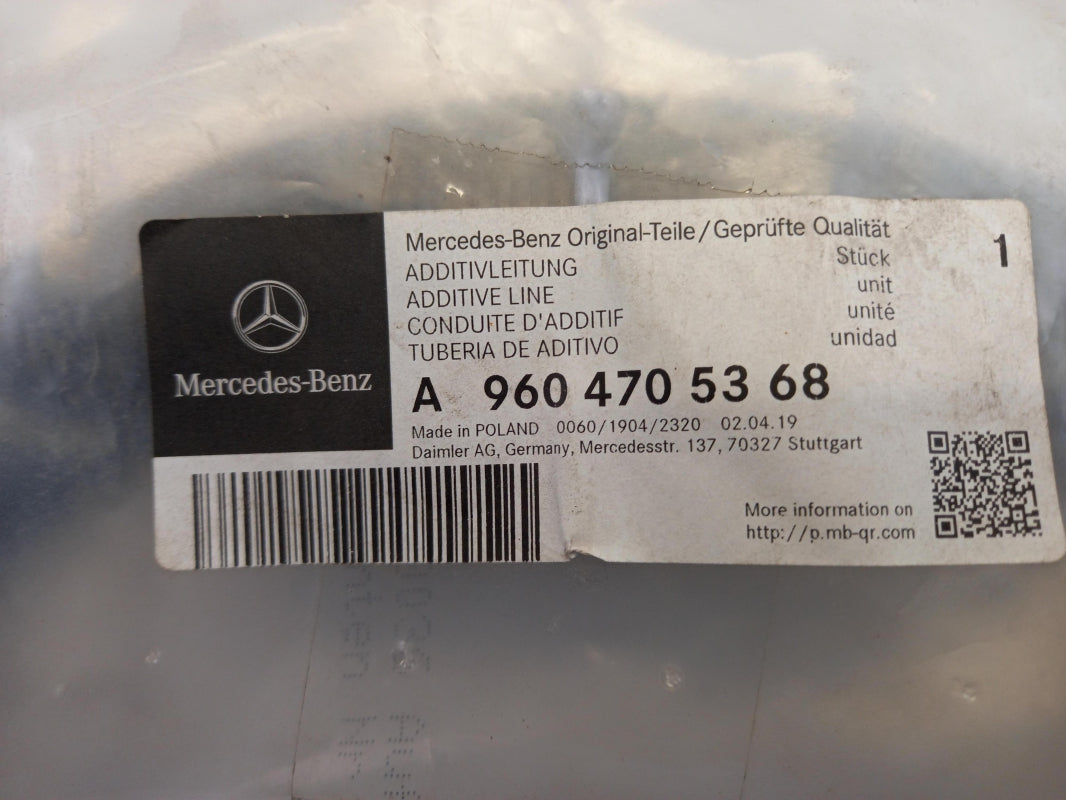 Mercedes-Benz
Mercedes-Benz Original-Teile/Geprüfte Qualität
ADDITIVLEITUNG
ADDITIVE LINE
CONDUITE D'ADDITIF
TUBERIA DE ADITIVO
Stück
unit
unité
unidad
1
A 960 470 53 68
Made in POLAND 0060/1904/2320 02.04.19
Daimler AG, Germany, Mercedesstr. 137, 70327 Stuttgart
More information on
http://p.mb-qr.com